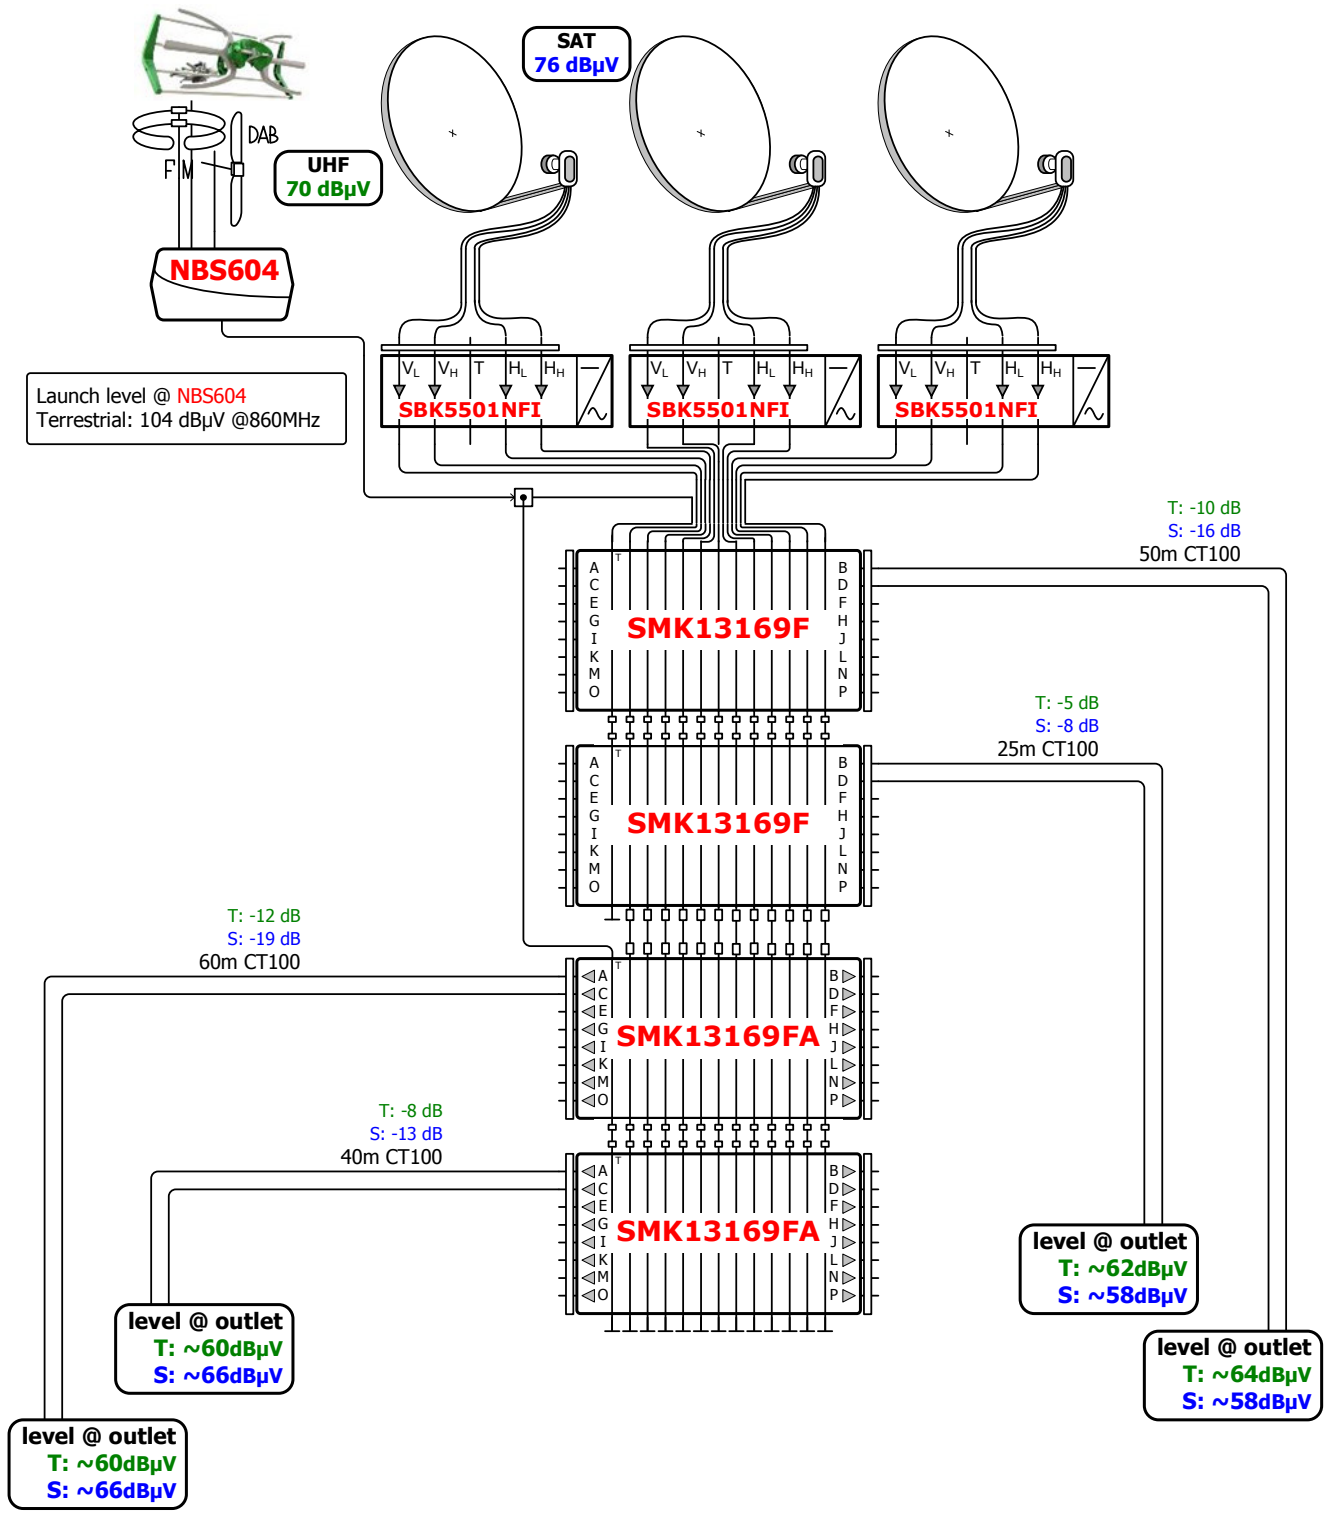 SAT
76 dBµV
DAB
FM
UHF
70 dBµV
NBS604
Launch level @ NBS604
Terrestrial: 104 dBµV @860MHz
VL VH T HL HH
SBK5501NFI
VL VH T HL HH
SBK5501NFI
VL VH T HL HH
SBK5501NFI
T: -10 dB
S: -16 dB
50m CT100
T
A B
C D
E F
G H
I J
K L
M N
O P
SMK13169F
T: -5 dB
S: -8 dB
25m CT100
T
A B
C D
E F
G H
I J
K L
M N
O P
SMK13169F
T: -12 dB
S: -19 dB
60m CT100
T
A B
C D
E F
G H
I J
K L
M N
O P
SMK13169FA
T: -8 dB
S: -13 dB
40m CT100
T
A B
C D
E F
G H
I J
K L
M N
O P
SMK13169FA
level @ outlet
T: ~62dBµV
S: ~58dBµV
level @ outlet
T: ~60dBµV
S: ~66dBµV
level @ outlet
T: ~64dBµV
S: ~58dBµV
level @ outlet
T: ~60dBµV
S: ~66dBµV